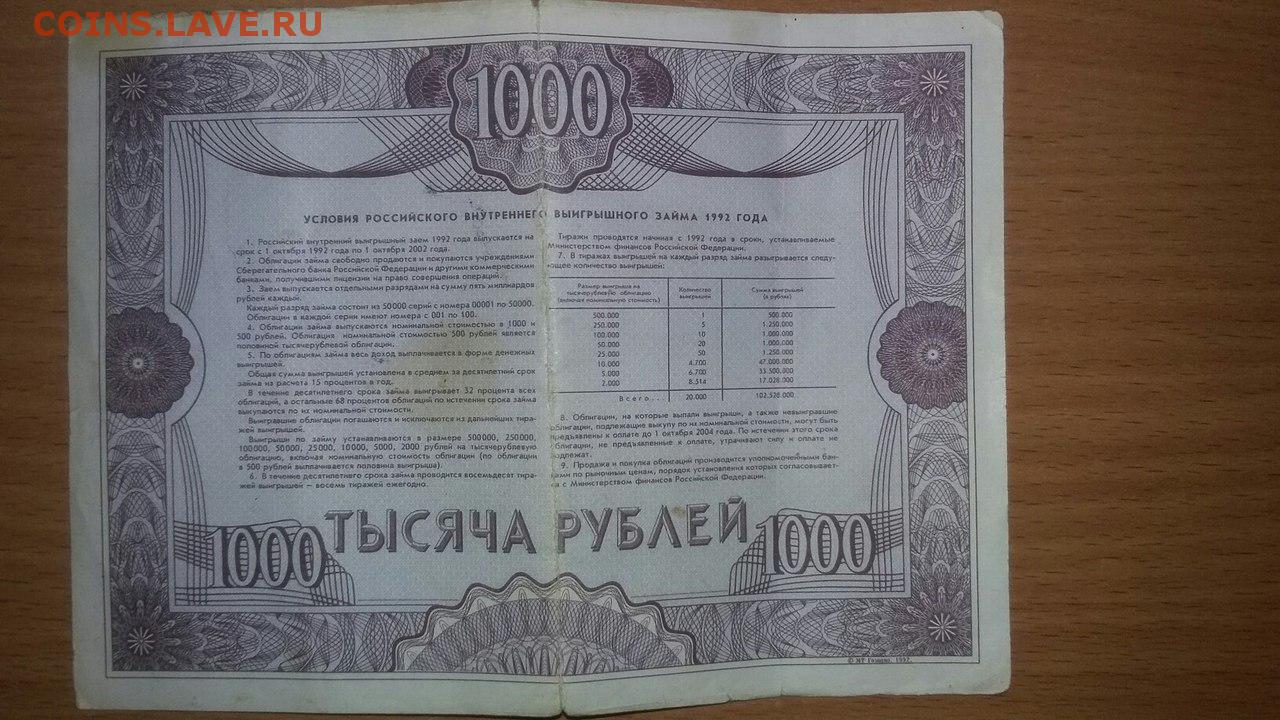 COINS.LAVE.RU
1000
УСЛОВИЯ РОССИЙСКОГО ВНУТРЕННЕГО ВЫИГРЫШНОГО ЗАЙМА 1992 ГОДА
1. Российский внутренний выигрышный заем 1992 года выпускается на
срок с 1 октября 1992 года по 1 октября 2002 года.
2. Облигации займа свободно продаются и покупаются учреждениями
Сберегательного банка Российской Федерации и другими коммерческими
банками, получившими лицензии на право совершения операций.
3. Заем выпускается отдельными разрядами на сумму пять миллиардов
рублей каждый.
Каждый разряд займа состоит из 50000 серий с номера 00001 по 50000.
Облигации в каждой серии имеют номера с 001 по 100.
4. Облигации займа выпускаются номинальной стоимостью в 1000 и
500 рублей. Облигация номинальной стоимостью 500 рублей является
половиной тысячерублевой облигации.
5. По облигациям займа весь доход выплачивается в форме денежных
выигрышей.
Общая сумма выигрышей установлена в среднем за десятилетний срок
займа из расчета 15 процентов в год.
В течение десятилетнего срока займа выигрывает 32 процента всех
облигаций, а остальные 68 процентов облигаций по истечении срока займа
выкупаются по их номинальной стоимости.
Выигравшие облигации погашаются и исключаются из дальнейших тира-
жей выигрышей.
Выигрыши по займу устанавливаются в размере 500000, 250000,
100000, 50000, 25000, 10000, 5000, 2000 рублей на тысячерублевую
облигацию, включая номинальную стоимость облигации (по облигации
в 500 рублей выплачивается половина выигрыша).
6. В течение десятилетнего срока займа проводится восемьдесят тира-
жей выигрышей — восемь тиражей ежегодно.
Тиражи проводятся начиная с 1992 года в сроки, устанавливаемые
Министерством финансов Российской Федерации.
7. В тиражах выигрышей на каждый разряд займа разыгрывается следу-
ющее количество выигрышей:
Размер выигрыша на Количество Сумма выигрышей
тысячерублевую облигацию выигрышей (в рублях)
(включая номинальную стоимость)
500.000 1 500.000
250.000 5 1.250.000
100.000 10 1.000.000
50.000 20 1.000.000
25.000 50 1.250.000
10.000 4.700 47.000.000
5.000 6.700 33.500.000
2.000 8.514 17.028.000
Всего.... 20.000 102.528.000
8. Облигации, на которые выпали выигрыши, а также невыигравшие
облигации, подлежащие выкупу по их номинальной стоимости, могут быть
предъявлены к оплате до 1 октября 2004 года. По истечении этого срока
облигации, не предъявленные к оплате, утрачивают силу и оплате не
подлежат.
9. Продажа и покупка облигаций производится уполномоченными бан-
ками по рыночным ценам, порядок установления которых согласовывает-
ся с Министерством финансов Российской Федерации.
ТЫСЯЧА РУБЛЕЙ
1000 1000
© МТ Гознака. 1992.